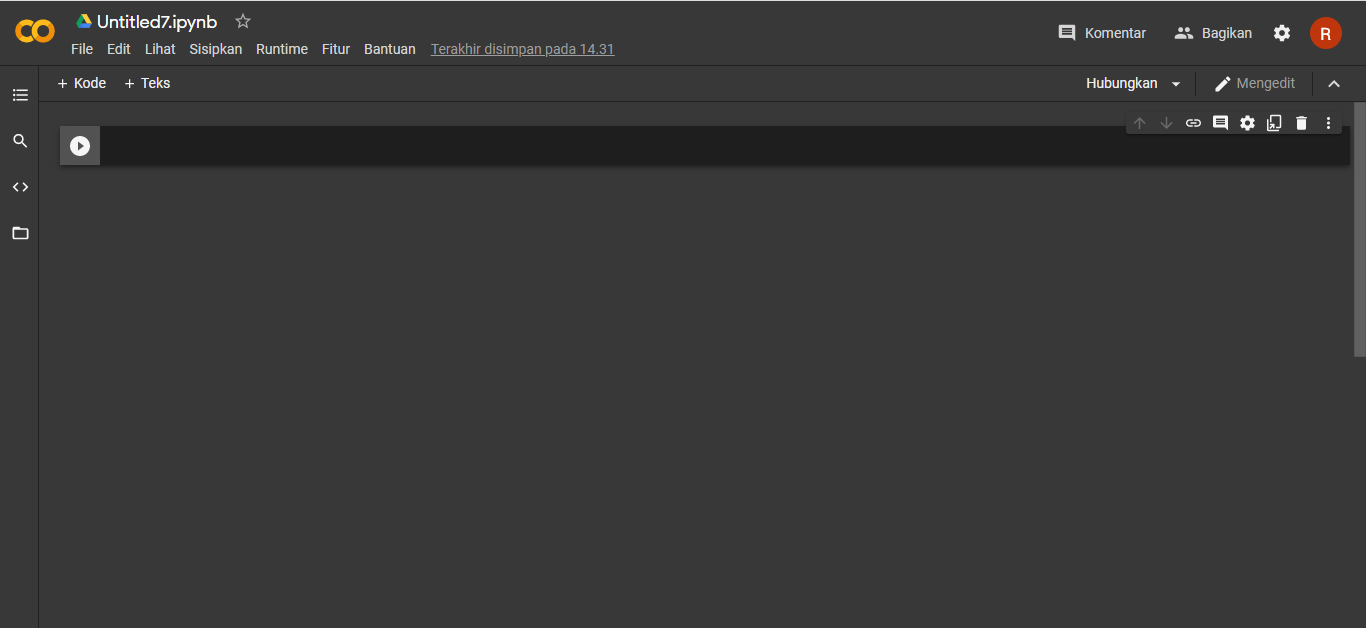 Untitled7.ipynb
File Edit Lihat Sisipkan Runtime Fitur Bantuan Terakhir disimpan pada 14.31
Komentar Bagikan R
+ Kode + Teks Hubungkan Mengedit